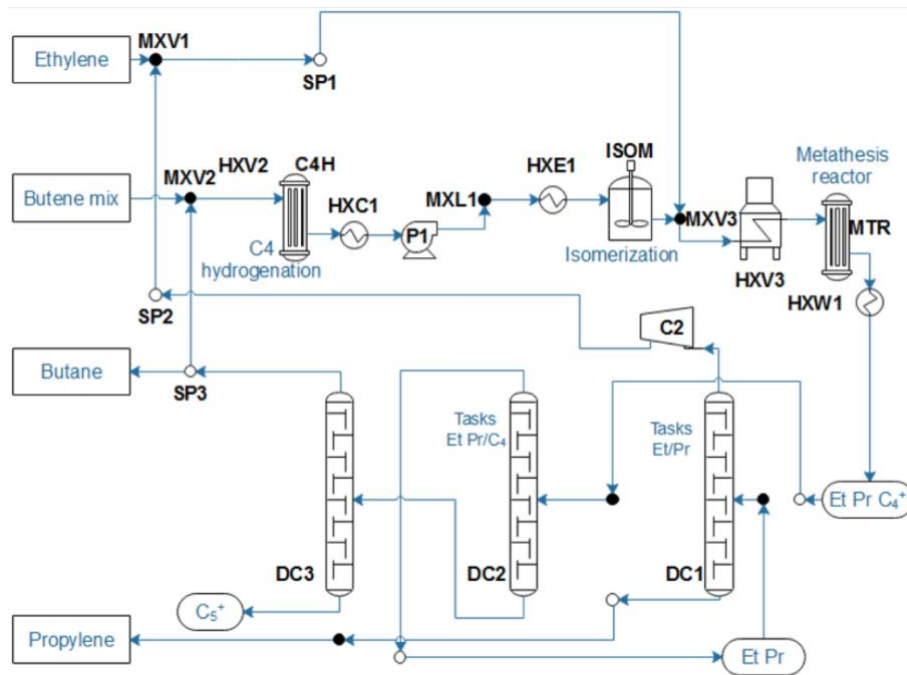 MXV1
Ethylene
SP1
ISOM
Metathesis
reactor
HXE1
C4H
HXV2
MXV2
MXL1
HXC1
Butene mix
MXV3
MTR
P1
C4
hydrogenation
Isomerization
HXV3
HXW1
SP2
C2
Butane
SP3
Tasks
Et Pr/C₄
Tasks
Et/Pr
Et Pr C₄⁺
DC3
DC2
DC1
C₅⁺
Propylene
Et Pr